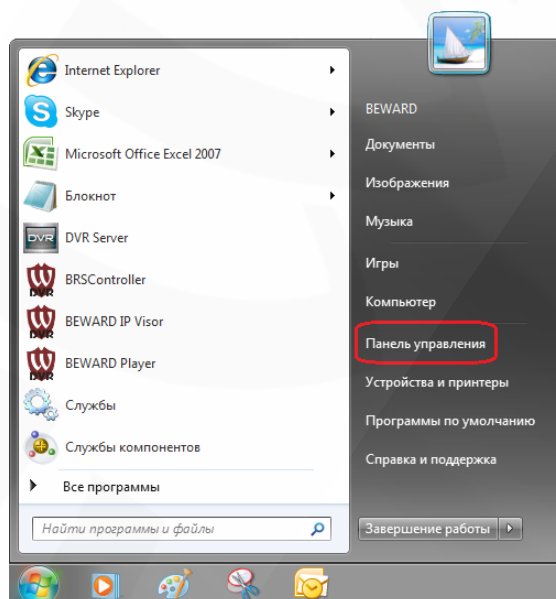 Internet Explorer
Skype
Microsoft Office Excel 2007
Блокнот
DVR Server
BRSController
BEWARD IP Visor
BEWARD Player
Службы
Службы компонентов
Все программы
Найти программы и файлы
BEWARD
Документы
Изображения
Музыка
Игры
Компьютер
Панель управления
Устройства и принтеры
Программы по умолчанию
Справка и поддержка
Завершение работы